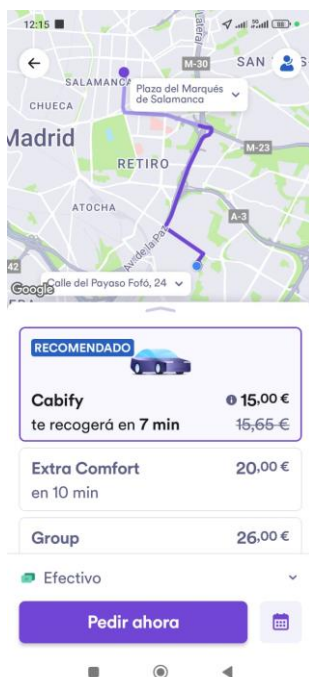 12:15
Lateral
M-30
SAN
SALAMANCA
Plaza del Marqués
de Salamanca
CHUECA
Madrid
M-23
RETIRO
ATOCHA
A-3
Av. de la Paz
42
Google
Calle del Payaso Fofó, 24
RECOMENDADO
Cabify
15,00 €
te recogerá en 7 min
15,65 €
Extra Comfort
20,00 €
en 10 min
Group
26,00 €
Efectivo
Pedir ahora